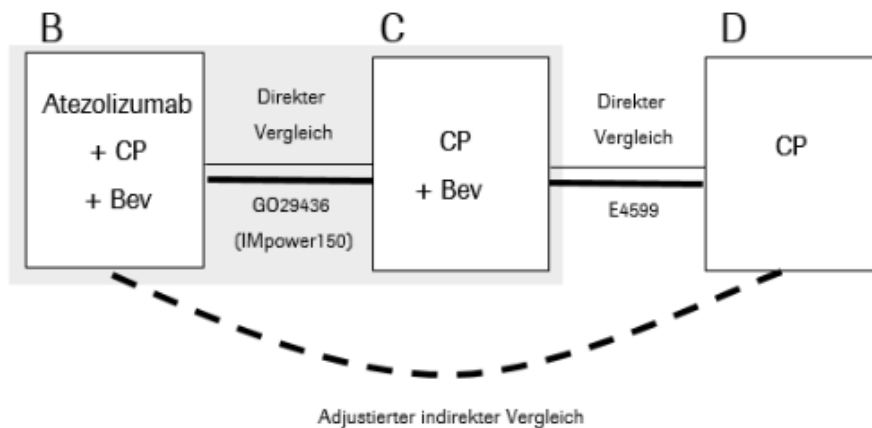 B
C
D
Atezolizumab
+ CP
+ Bev
Direkter
Vergleich
GO29436
(IMpower150)
CP
+ Bev
Direkter
Vergleich
E4599
CP
Adjustierter indirekter Vergleich